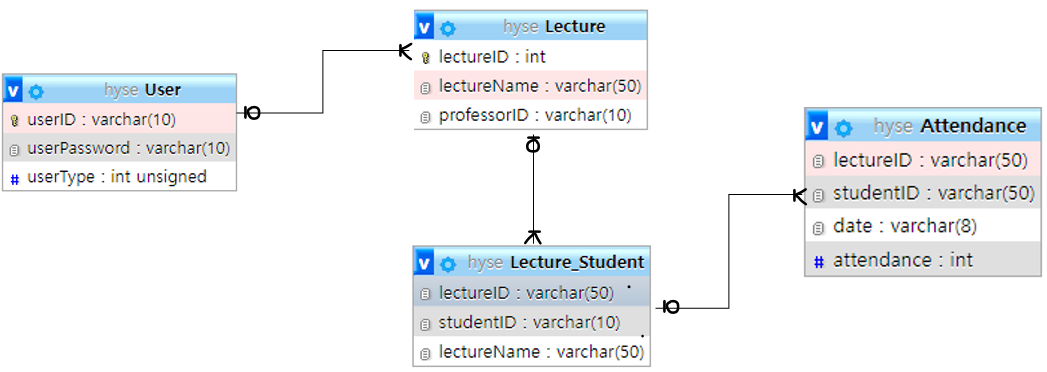 v hyse User
userID : varchar(10)
userPassword : varchar(10)
# userType : int unsigned
v hyse Lecture
lectureID : int
lectureName : varchar(50)
professorID : varchar(10)
v hyse Lecture_Student
lectureID : varchar(50)
studentID : varchar(10)
lectureName : varchar(50)
v hyse Attendance
lectureID : varchar(50)
studentID : varchar(50)
date : varchar(8)
# attendance : int